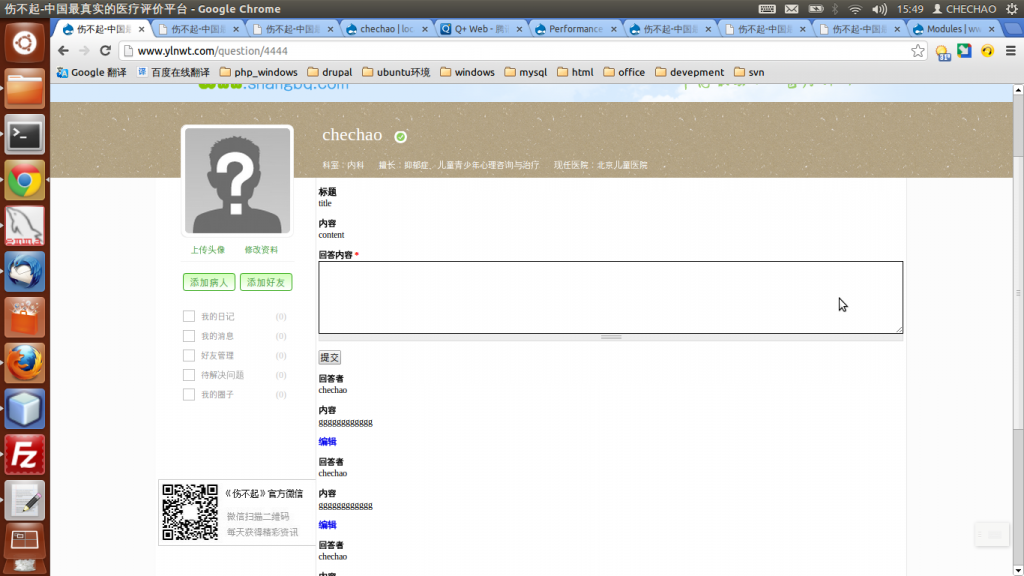 伤不起-中国最真实的医疗评价平台 - Google Chrome
15:49 CHECHAO
伤不起-中国最
伤不起-中国最
伤不起-中国最
chechao | loc
Q+ Web - 腾
Performance
伤不起-中国最
伤不起-中国最
伤不起-中国最
Modules | ww
www.ylnwt.com/question/4444
Google 翻译 百度在线翻译 php_windows drupal ubuntu环境 windows mysql html office devepment svn
.shangbq.com
chechao
科室：内科 擅长：抑郁症、儿童青少年心理咨询与治疗 现任医院：北京儿童医院
上传头像 修改资料
添加病人 添加好友
我的日记 (0)
我的消息 (0)
好友管理 (0)
待解决问题 (0)
我的圈子 (0)
《伤不起》官方微信
微信扫描二维码
每天获得精彩资讯
标题
title
内容
content
回答内容 *
提交
回答者
chechao
内容
gggggggggggg
编辑
回答者
chechao
内容
gggggggggggg
编辑
回答者
chechao
内容